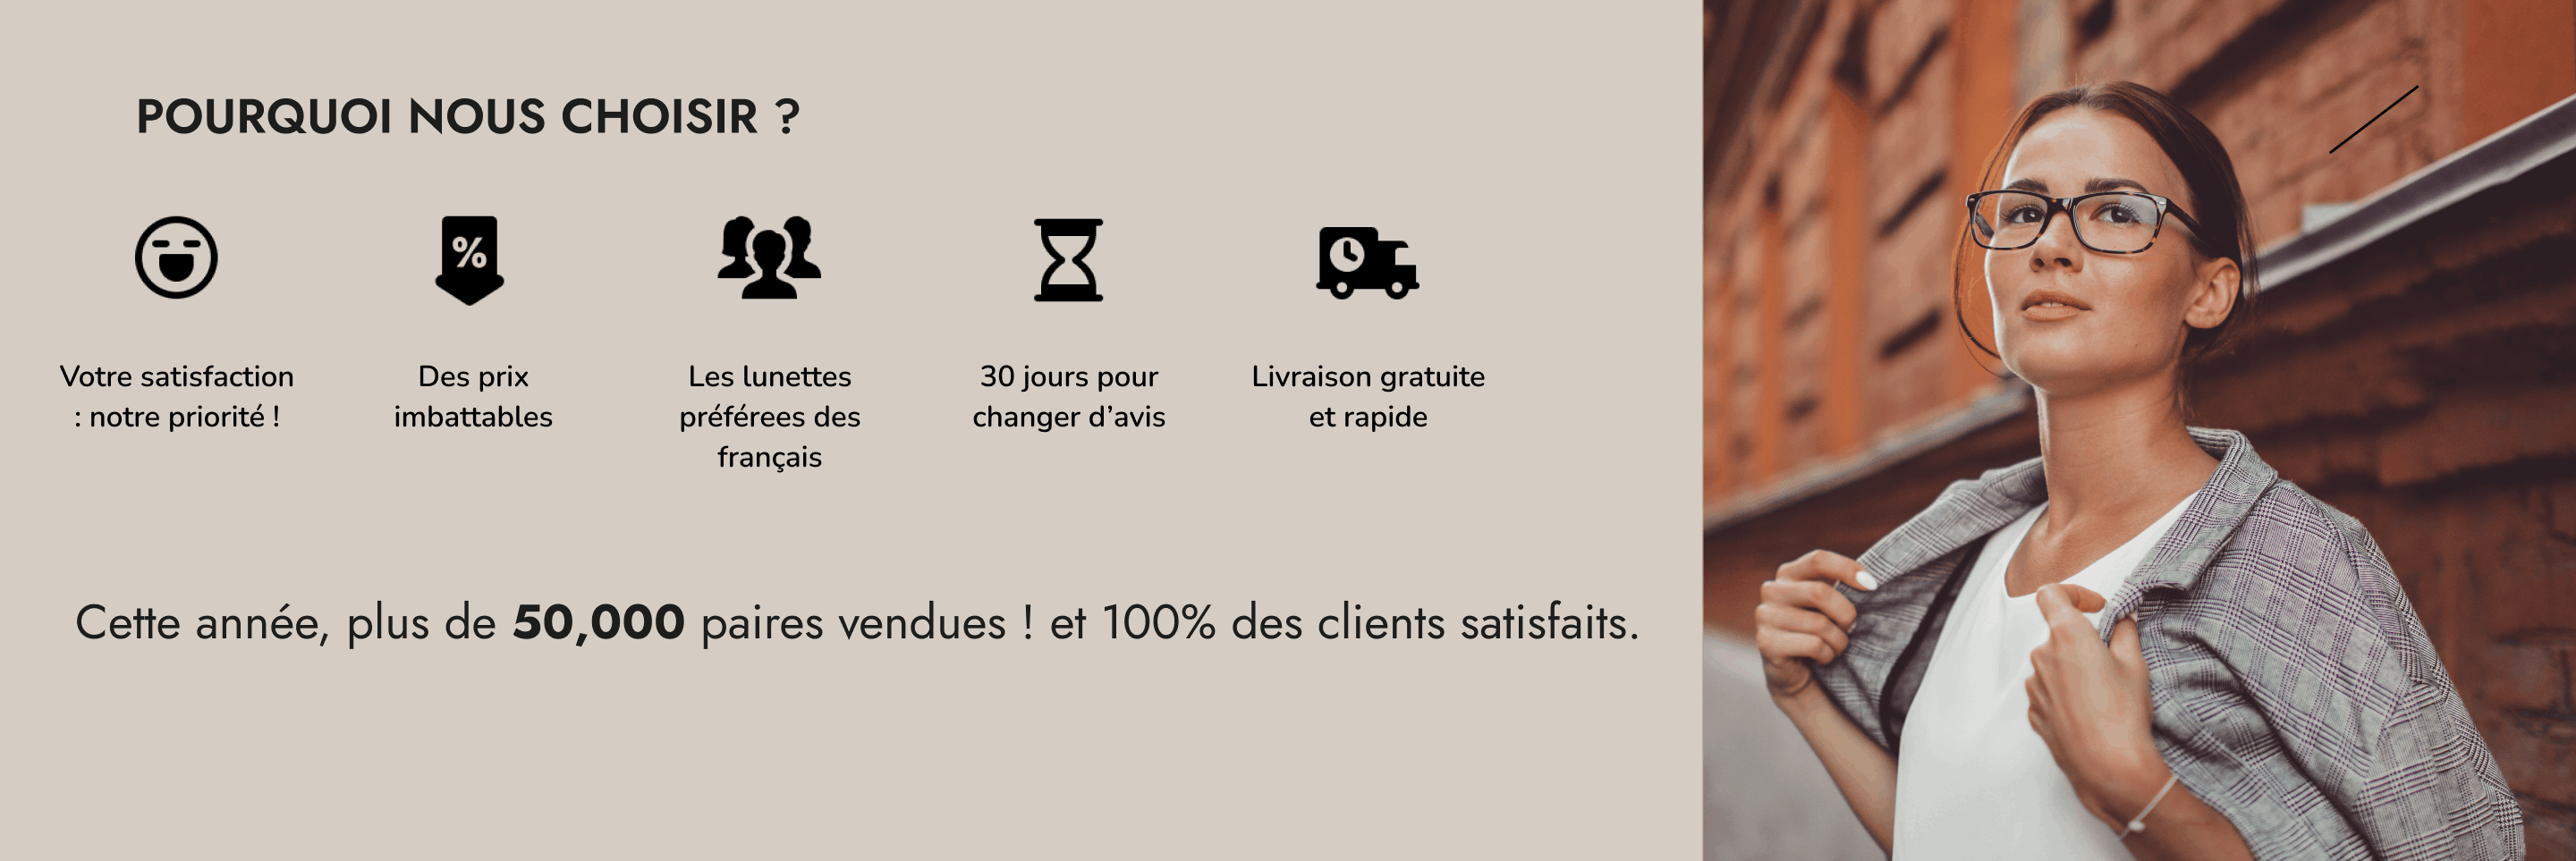 POURQUOI NOUS CHOISIR ?
%
Votre satisfaction
: notre priorité !
Des prix
imbattables
Les lunettes
préférees des
français
30 jours pour
changer d’avis
Livraison gratuite
et rapide
Cette année, plus de 50,000 paires vendues ! et 100% des clients satisfaits.